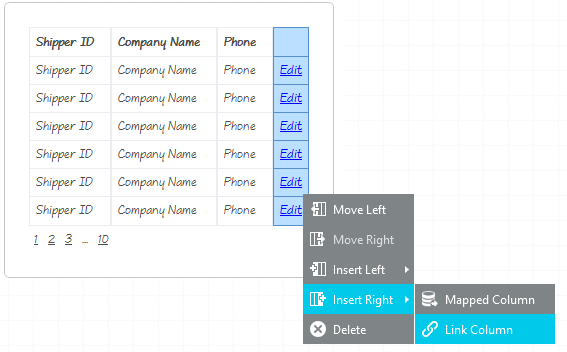 Shipper ID Company Name Phone
Shipper ID Company Name Phone Edit
Shipper ID Company Name Phone Edit
Shipper ID Company Name Phone Edit
Shipper ID Company Name Phone Edit
Shipper ID Company Name Phone Edit
Shipper ID Company Name Phone Edit
1 2 3 ... 10
Move Left
Move Right
Insert Left
Insert Right
Delete
Mapped Column
Link Column